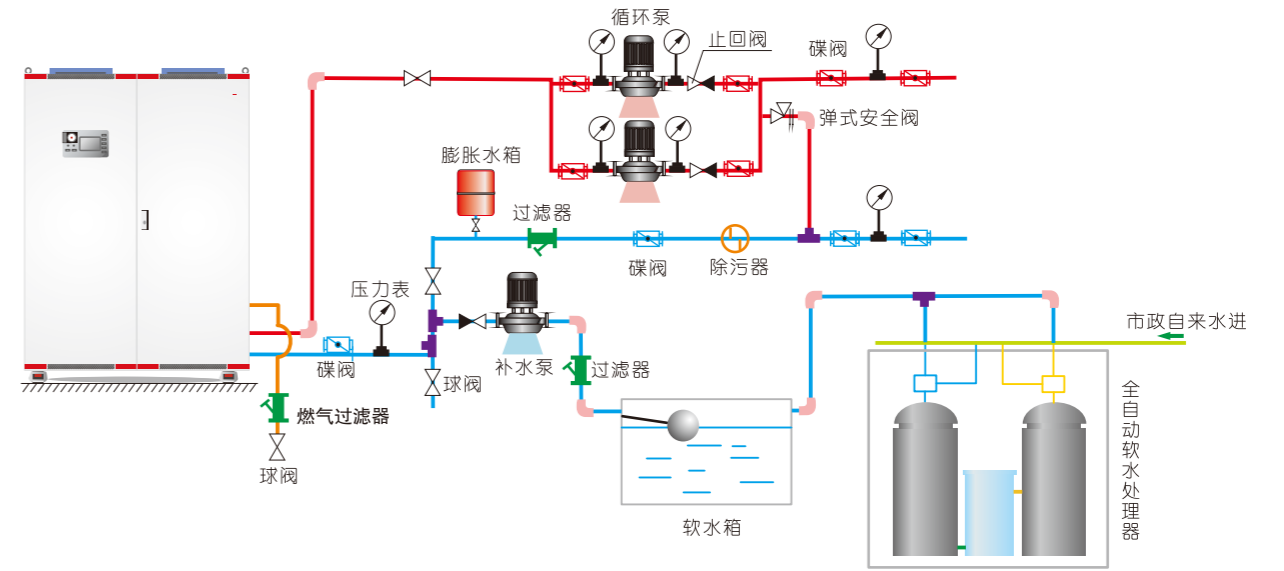 循环泵
止回阀
碟阀
弹式安全阀
膨胀水箱
过滤器
碟阀
除污器
压力表
市政自来水进
碟阀
补水泵
过滤器
球阀
全自动软水处理器
燃气过滤器
球阀
软水箱